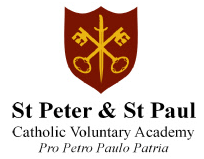 St Peter & St Paul
Catholic Voluntary Academy
Pro Petro Paulo Patria